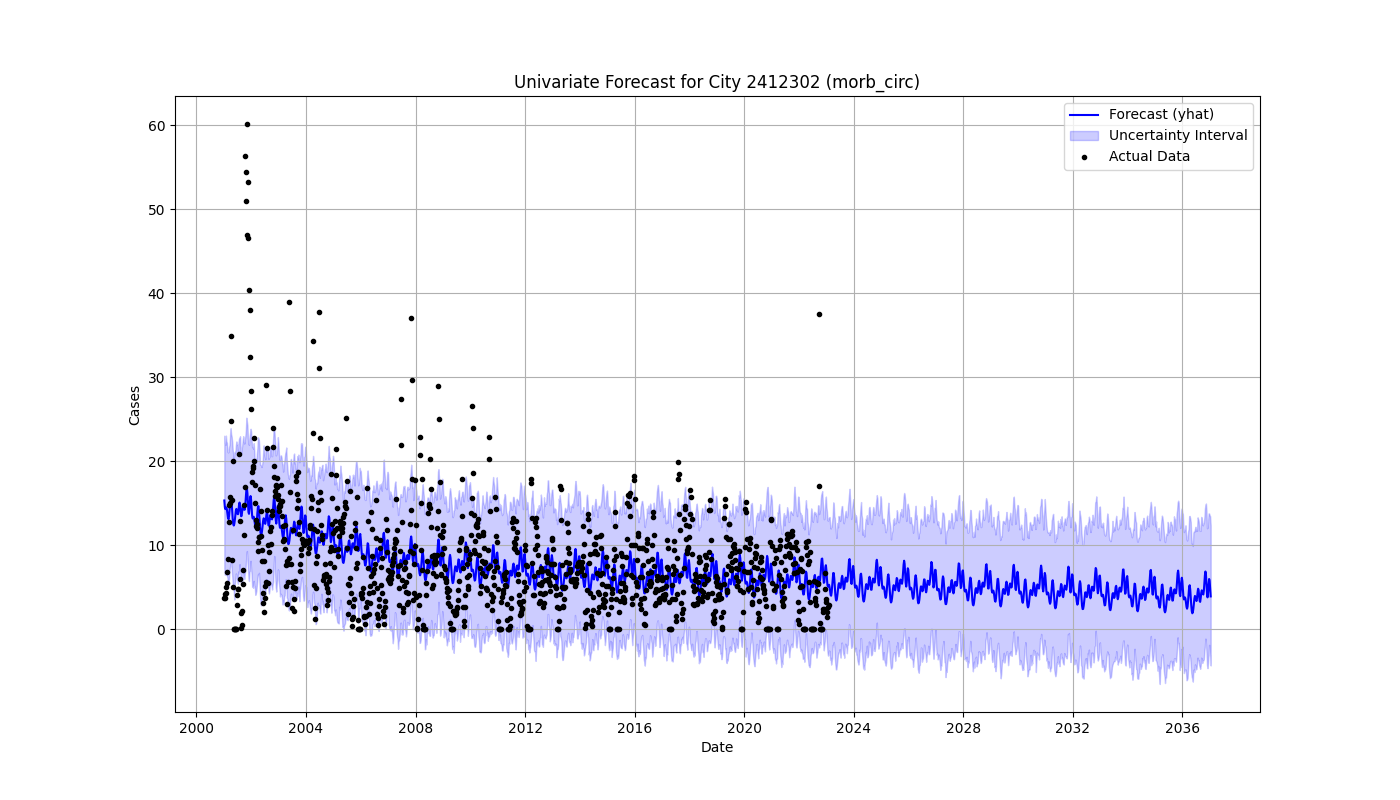 Univariate Forecast for City 2412302 (morb_circ)
Forecast (yhat)
Uncertainty Interval
Actual Data
60
50
40
30
20
10
0
Cases
2000 2004 2008 2012 2016 2020 2024 2028 2032 2036
Date